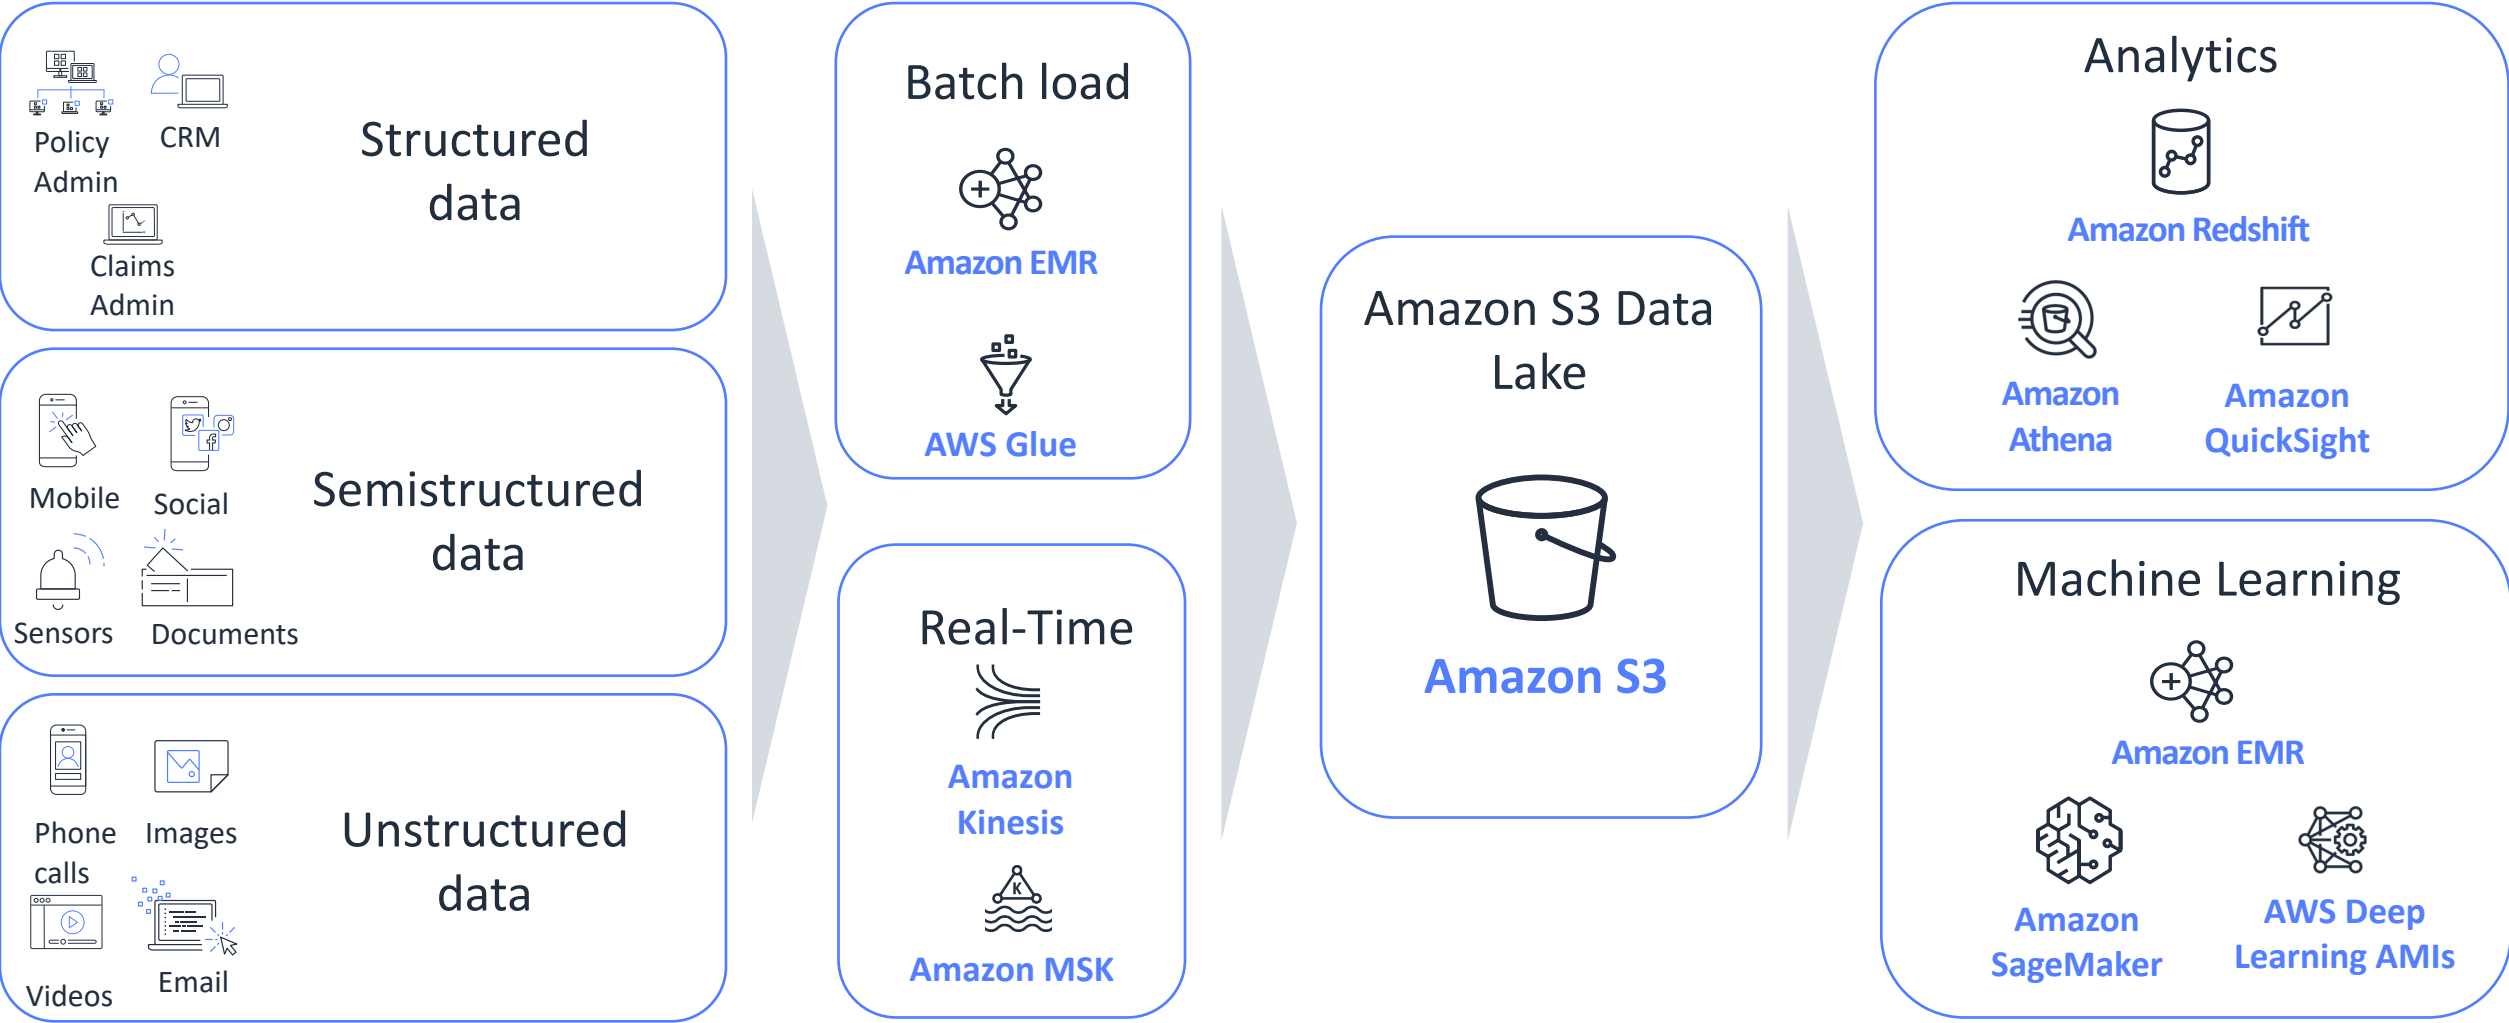 Policy
Admin
CRM
Claims
Admin
Structured
data
Mobile
Social
Sensors
Documents
Semistructured
data
Phone
calls
Images
Videos
Email
Unstructured
data
Batch load
Amazon EMR
AWS Glue
Real-Time
Amazon
Kinesis
K
Amazon MSK
Amazon S3 Data
Lake
Amazon S3
Analytics
Amazon Redshift
Amazon
Athena
Amazon
QuickSight
Machine Learning
Amazon EMR
Amazon
SageMaker
AWS Deep
Learning AMIs